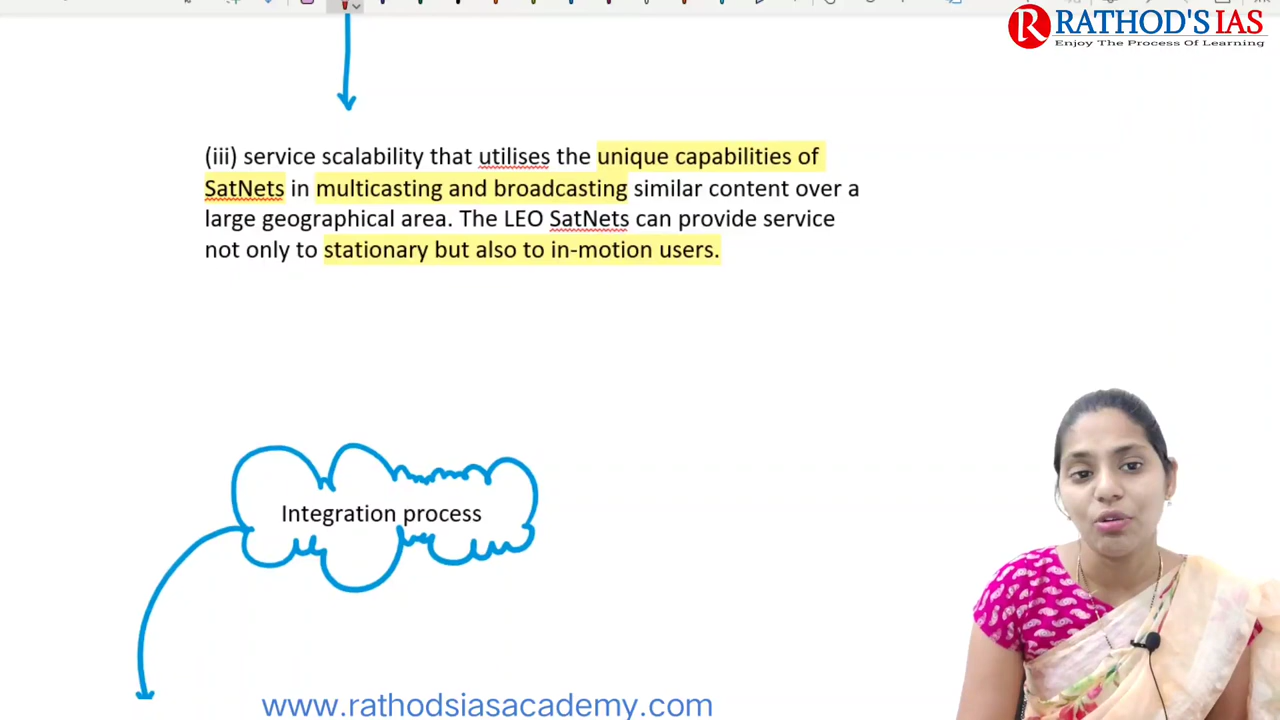 RATHOD'S IAS
Enjoy The Process Of Learning
(iii) service scalability that utilises the unique capabilities of
SatNets in multicasting and broadcasting similar content over a
large geographical area. The LEO SatNets can provide service
not only to stationary but also to in-motion users.
Integration process
www.rathodsiasacademy.com